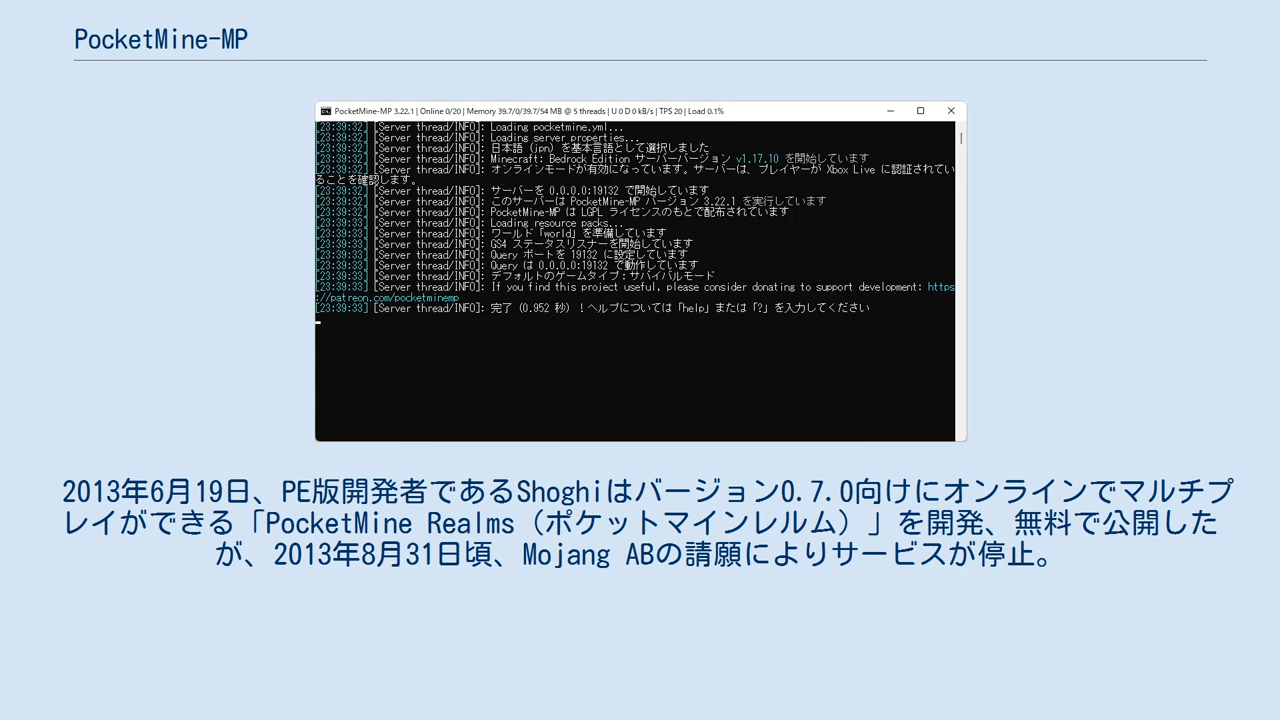 PocketMine-MP
PocketMine-MP 3.22.1 | Online 0/20 | Memory 39.7/0/39.7/54 MB @ 5 threads | U 0 D 0 kB/s | TPS 20 | Load 0.1%
[23:39:32] [Server thread/INFO]: Loading pocketmine.yml...
[23:39:32] [Server thread/INFO]: Loading server properties...
[23:39:32] [Server thread/INFO]: 日本語 (jpn) を基本言語として選択しました
[23:39:32] [Server thread/INFO]: Minecraft: Bedrock Edition サーバーバージョン v1.17.10 を開始しています
[23:39:32] [Server thread/INFO]: オンラインモードが有効になっています。サーバーは、プレイヤーが Xbox Live に認証されてい
ることを確認します。
[23:39:32] [Server thread/INFO]: サーバーを 0.0.0.0:19132 で開始しています
[23:39:32] [Server thread/INFO]: このサーバーは PocketMine-MP バージョン 3.22.1 を実行しています
[23:39:32] [Server thread/INFO]: PocketMine-MP は LGPL ライセンスのもとで配布されています
[23:39:33] [Server thread/INFO]: Loading resource packs...
[23:39:33] [Server thread/INFO]: ワールド「world」を準備しています
[23:39:33] [Server thread/INFO]: GS4 ステータスリスナーを開始しています
[23:39:33] [Server thread/INFO]: Query ポートを 19132 に設定しています
[23:39:33] [Server thread/INFO]: Query は 0.0.0.0:19132 で動作しています
[23:39:33] [Server thread/INFO]: デフォルトのゲームタイプ：サバイバルモード
[23:39:33] [Server thread/INFO]: If you find this project useful, please consider donating to support development: https
://patreon.com/pocketminemp
[23:39:33] [Server thread/INFO]: 完了 (0.952 秒) ！ヘルプについては「help」または「?」を入力してください
2013年6月19日、PE版開発者であるShoghiはバージョン0.7.0向けにオンラインでマルチプ
レイができる「PocketMine Realms（ポケットマインレルム）」を開発、無料で公開した
が、2013年8月31日頃、Mojang ABの請願によりサービスが停止。